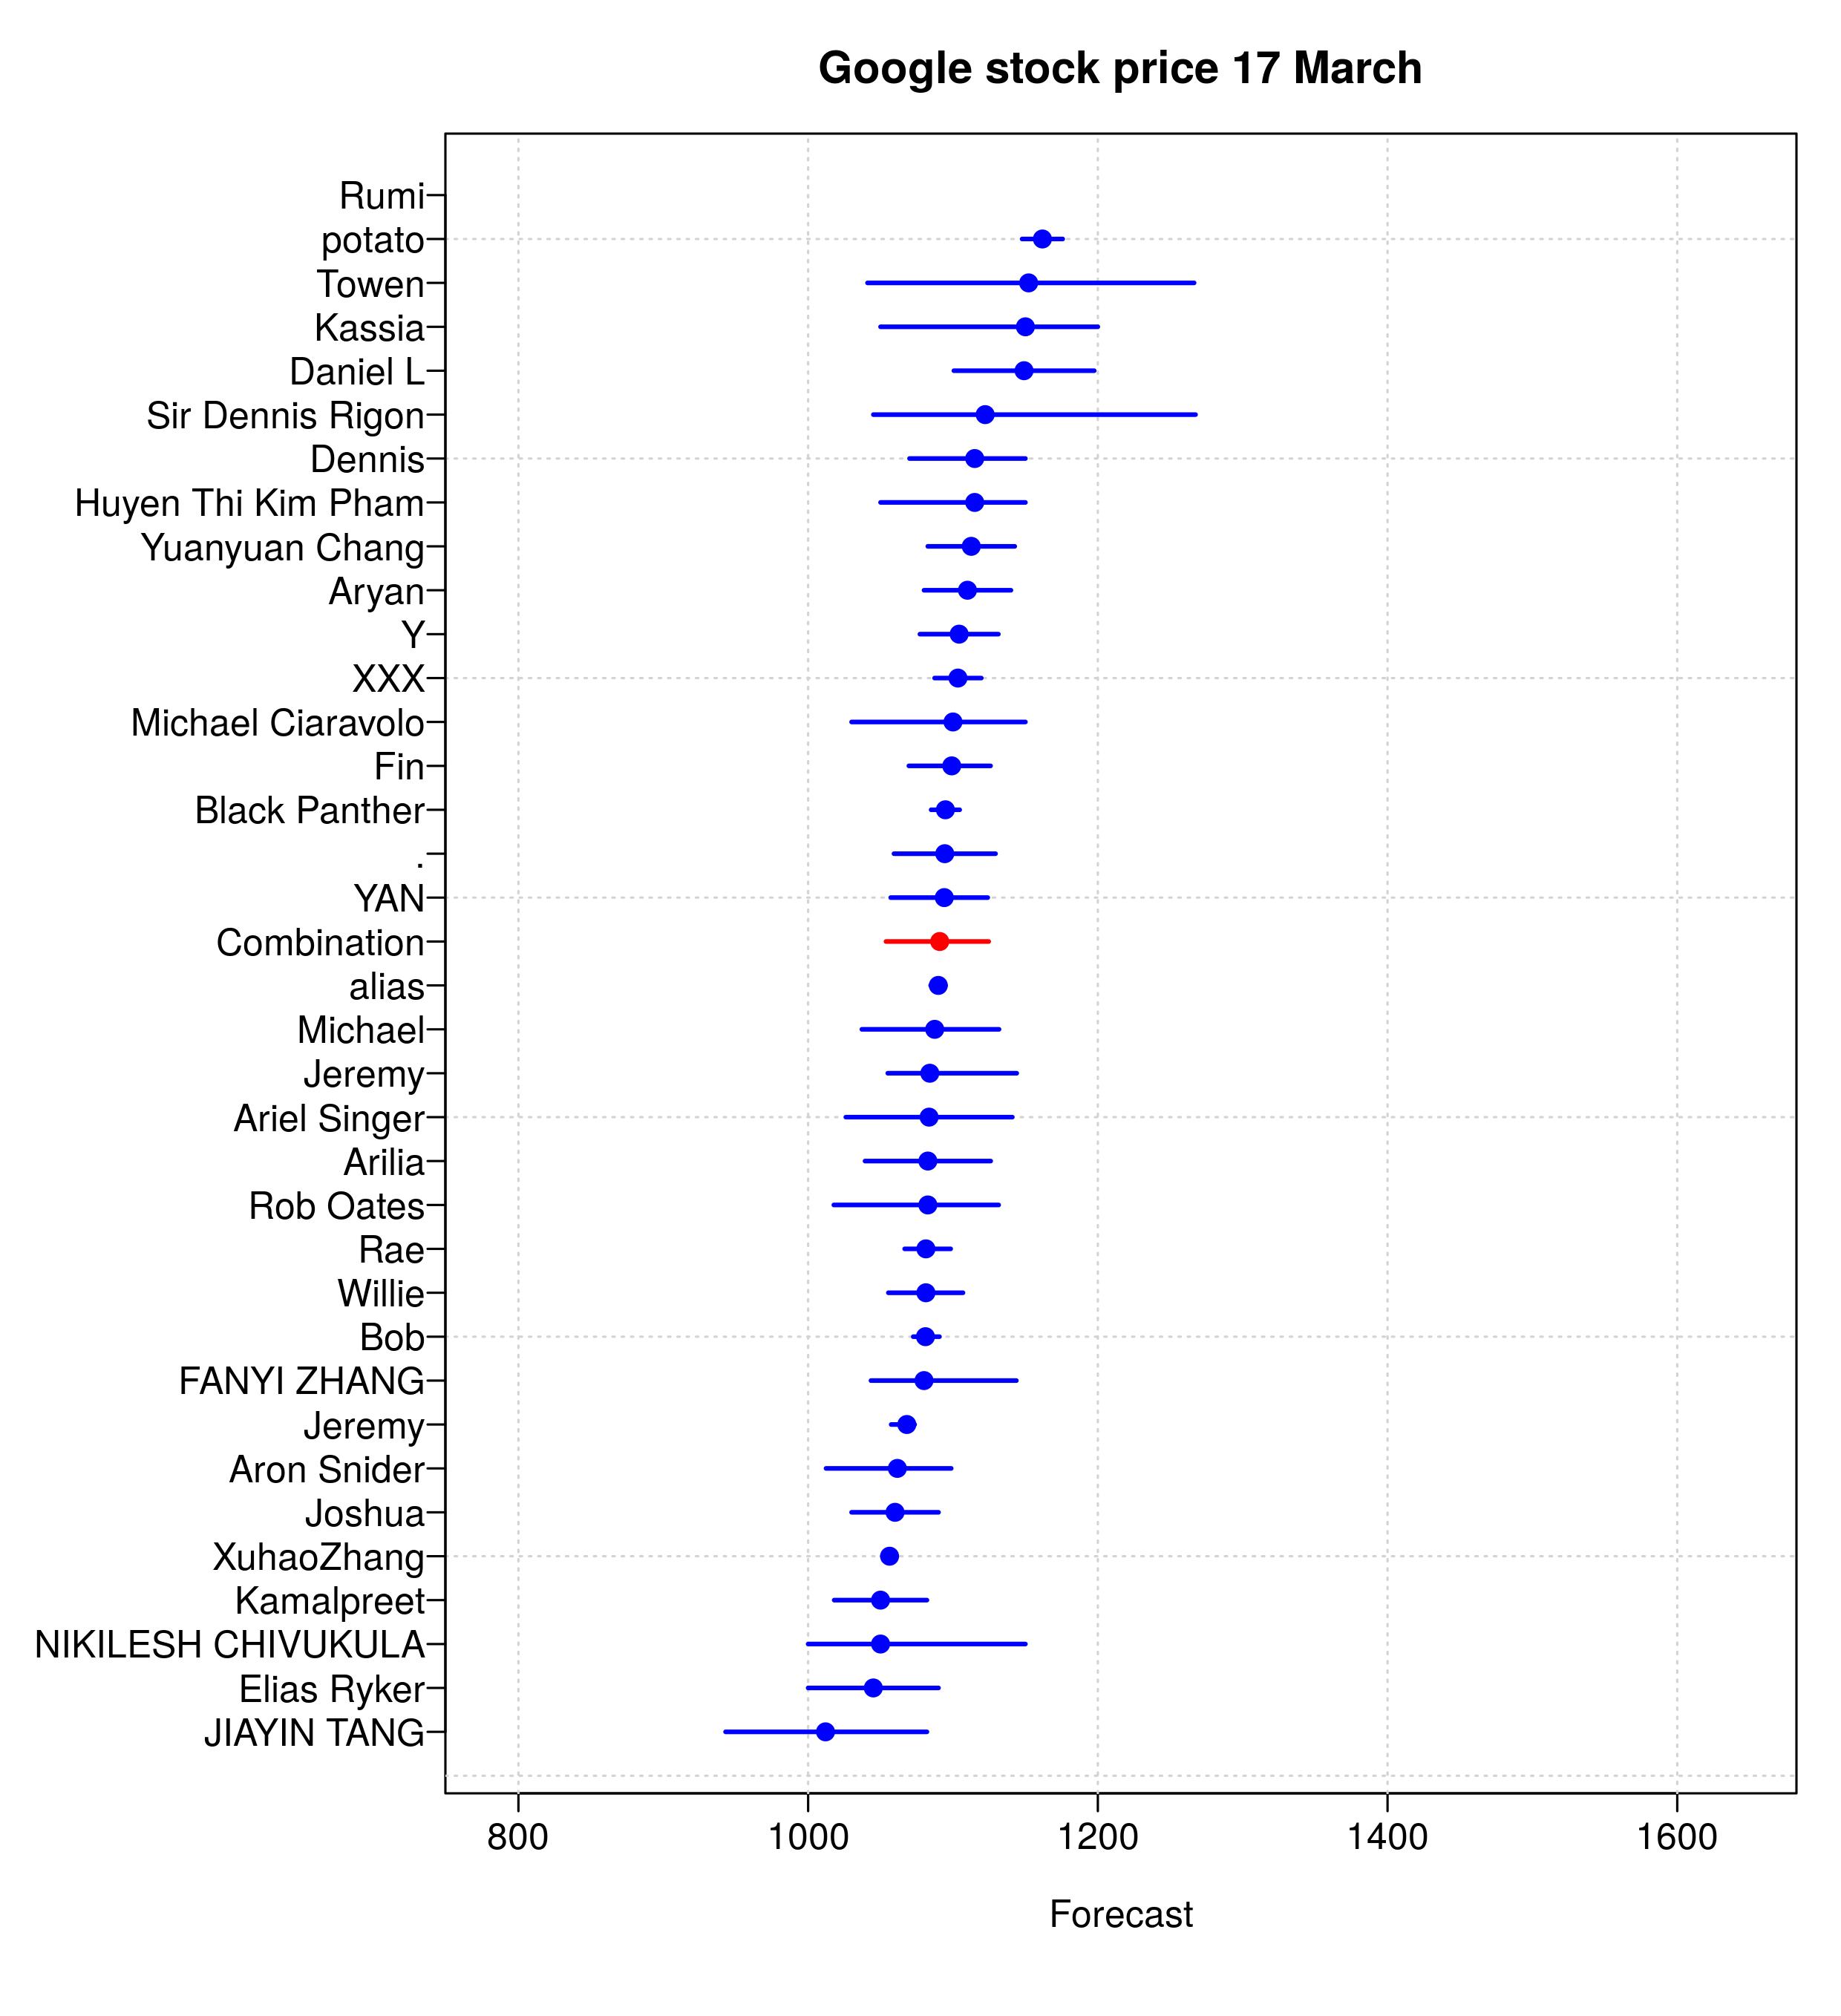 Google stock price 17 March
Rumi
potato
Towen
Kassia
Daniel L
Sir Dennis Rigon
Dennis
Huyen Thi Kim Pham
Yuanyuan Chang
Aryan
Y
XXX
Michael Ciaravolo
Fin
Black Panther
.
YAN
Combination
alias
Michael
Jeremy
Ariel Singer
Arilia
Rob Oates
Rae
Willie
Bob
FANYI ZHANG
Jeremy
Aron Snider
Joshua
XuhaoZhang
Kamalpreet
NIKILESH CHIVUKULA
Elias Ryker
JIAYIN TANG
800 1000 1200 1400 1600
Forecast